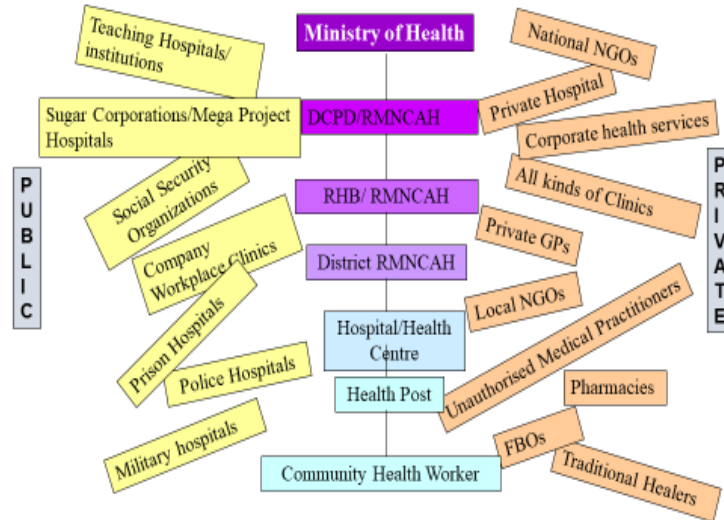 Teaching Hospitals/
institutions
Ministry of Health
National NGOs
Sugar Corporations/Mega Project
Hospitals
DCPD/RMNCAH
Private Hospital
Corporate health services
PUBLIC
Social Security
Organizations
RHB/ RMNCAH
All kinds of Clinics
PRIVATE
Company
Workplace Clinics
District RMNCAH
Private GPs
Prison Hospitals
Hospital/Health
Centre
Local NGOs
Unauthorised Medical Practitioners
Police Hospitals
Health Post
Pharmacies
Military hospitals
Community Health Worker
FBOs
Traditional Healers